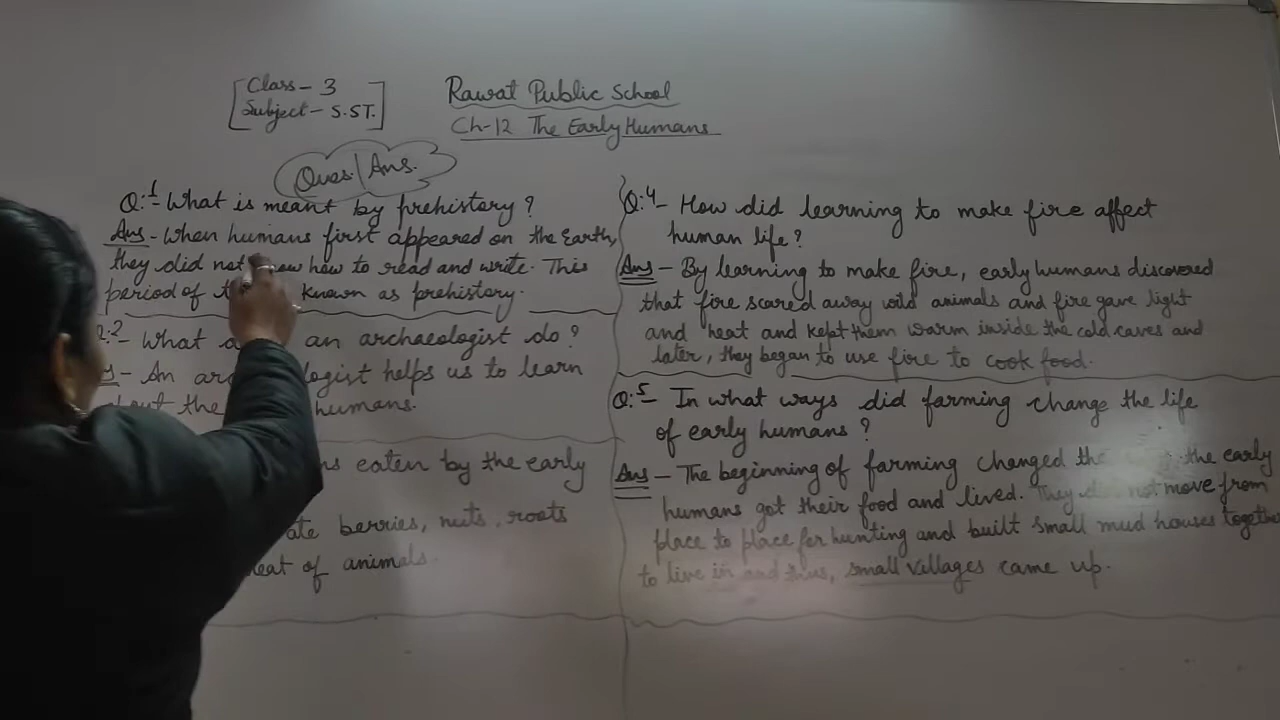 Class - 3
Subject - S.ST.
Rawat Public School
Ch-12 The Early Humans
Ques/Ans.
Q:1- What is meant by prehistory?
Ans - When humans first appeared on the Earth,
they did not know how to read and write. This
period of known as prehistory.
Q:2- What an archaeologist do?
- An archaeologist helps us to learn
about the humans.
eaten by the early
ate berries, nuts, roots
meat of animals.
Q:4- How did learning to make fire affect
human life?
Ans - By learning to make fire, early humans discovered
that fire scared away wild animals and fire gave light
and heat and kept them warm inside the cold caves and
later, they began to use fire to cook food.
Q:5- In what ways did farming change the life
of early humans?
Ans - The beginning of farming changed the the early
humans got their food and lived. They did not move from
place to place for hunting and built small mud houses together
to live in and thus, small villages came up.